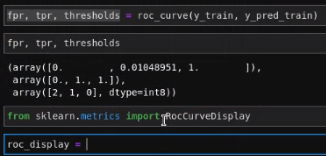 fpr, tpr, thresholds = roc_curve(y_train, y_pred_train)
fpr, tpr, thresholds
(array([0.        , 0.01048951, 1.        ]),
 array([0., 1., 1.]),
 array([2, 1, 0], dtype=int8))
from sklearn.metrics import RocCurveDisplay
roc_display =